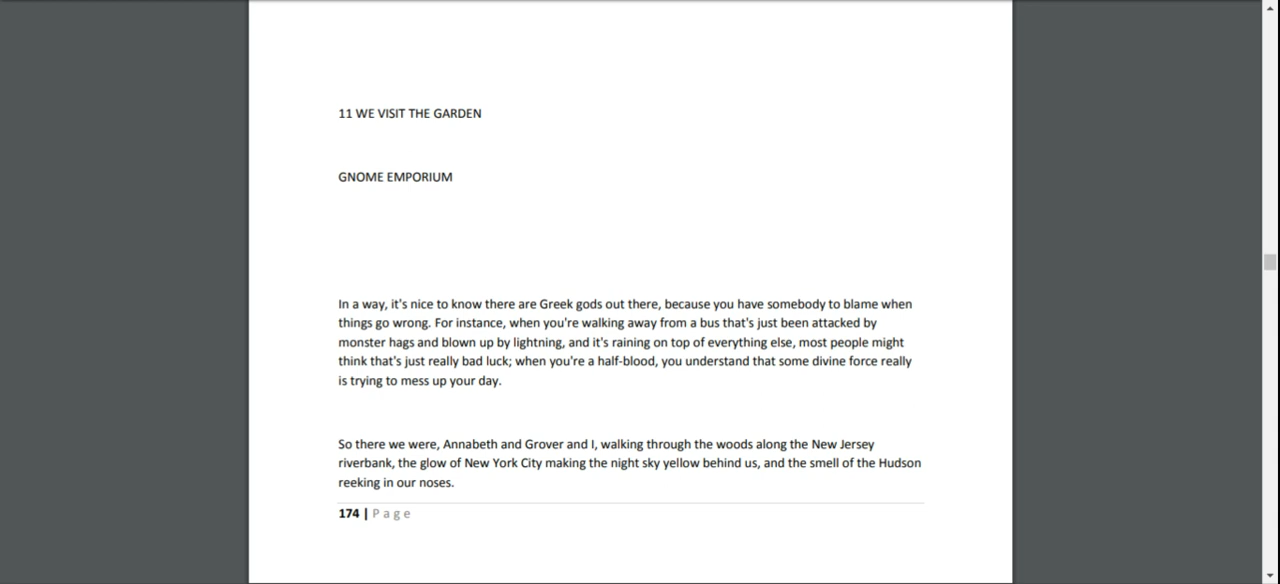 11 WE VISIT THE GARDEN
GNOME EMPORIUM
In a way, it's nice to know there are Greek gods out there, because you have somebody to blame when
things go wrong. For instance, when you're walking away from a bus that's just been attacked by
monster hags and blown up by lightning, and it's raining on top of everything else, most people might
think that's just really bad luck; when you're a half-blood, you understand that some divine force really
is trying to mess up your day.
So there we were, Annabeth and Grover and I, walking through the woods along the New Jersey
riverbank, the glow of New York City making the night sky yellow behind us, and the smell of the Hudson
reeking in our noses.
174 | Page